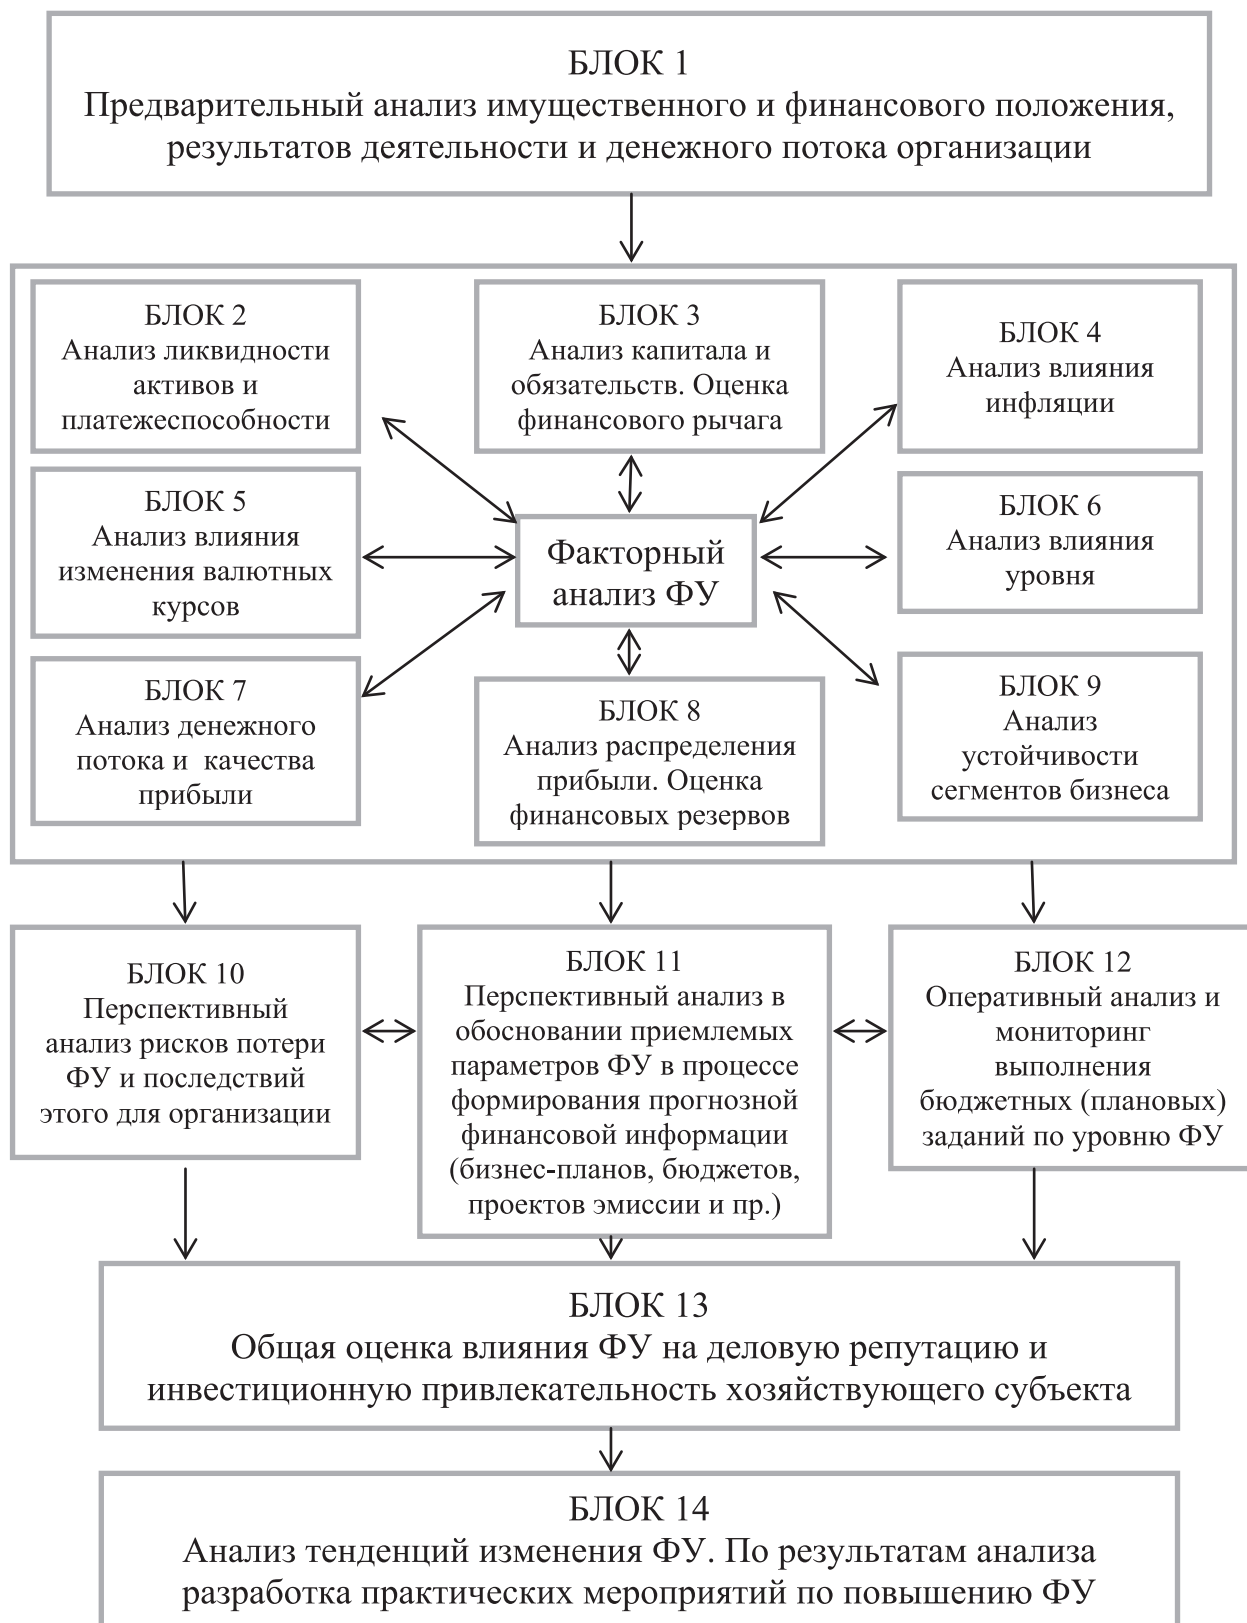 БЛОК 1
Предварительный анализ имущественного и финансового положения,
результатов деятельности и денежного потока организации
БЛОК 2
Анализ ликвидности
активов и
платежеспособности
БЛОК 3
Анализ капитала и
обязательств. Оценка
финансового рычага
БЛОК 4
Анализ влияния
инфляции
БЛОК 5
Анализ влияния
изменения валютных
курсов
Факторный
анализ ФУ
БЛОК 6
Анализ влияния
уровня
БЛОК 7
Анализ денежного
потока и качества
прибыли
БЛОК 8
Анализ распределения
прибыли. Оценка
финансовых резервов
БЛОК 9
Анализ
устойчивости
сегментов бизнеса
БЛОК 10
Перспективный
анализ рисков потери
ФУ и последствий
этого для организации
БЛОК 11
Перспективный анализ в
обосновании приемлемых
параметров ФУ в процессе
формирования прогнозной
финансовой информации
(бизнес-планов, бюджетов,
проектов эмиссии и пр.)
БЛОК 12
Оперативный анализ и
мониторинг
выполнения
бюджетных (плановых)
заданий по уровню ФУ
БЛОК 13
Общая оценка влияния ФУ на деловую репутацию и
инвестиционную привлекательность хозяйствующего субъекта
БЛОК 14
Анализ тенденций изменения ФУ. По результатам анализа
разработка практических мероприятий по повышению ФУ